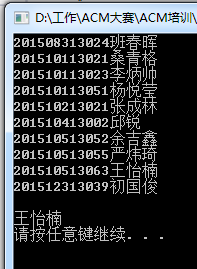 D:\工作\ACM大赛\ACM培训\
201508313024班春晖
201510113021桑青格
201510113023李炳帅
201510113051杨悦莹
201510213021张成林
201510413002邱锐
201510513052余吉鑫
201510513055严炜琦
201510513063王怡楠
201512313039初国俊
王怡楠
请按任意键继续. . .